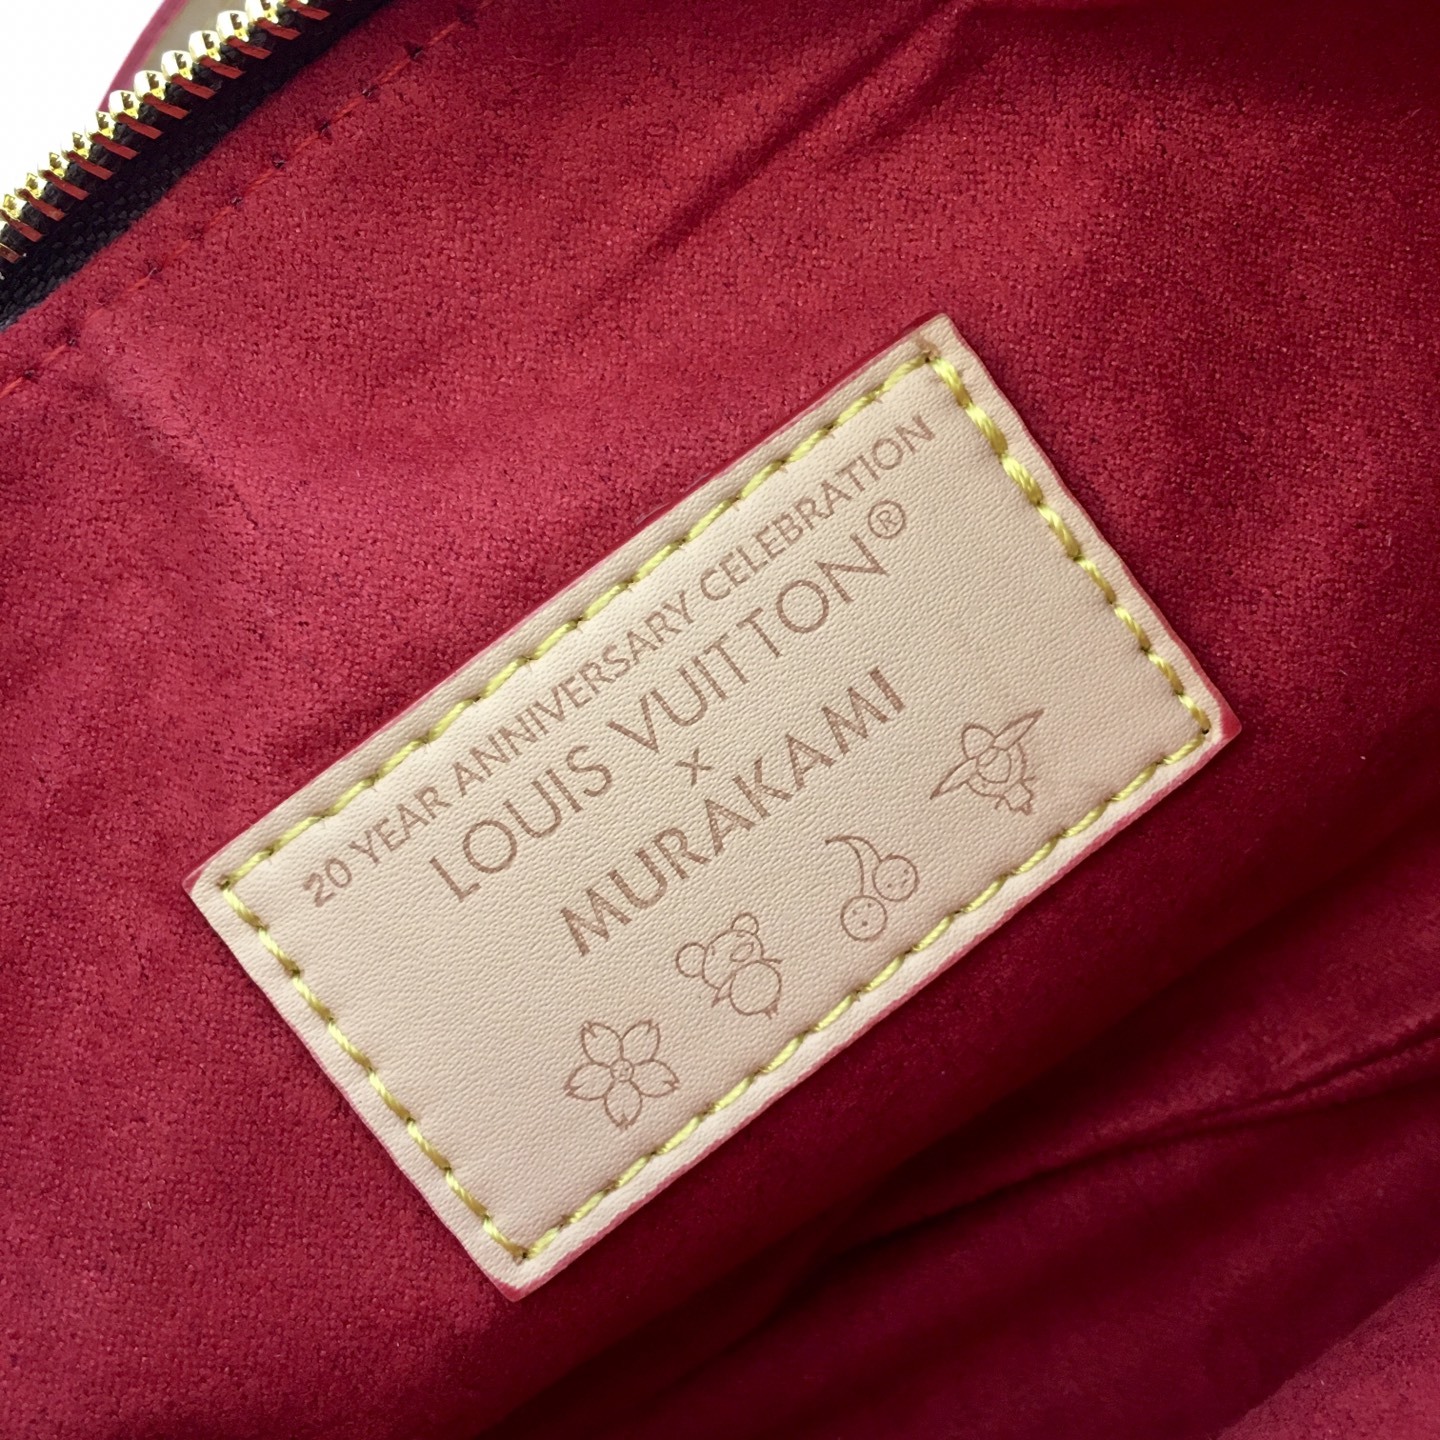 20 YEAR ANNIVERSARY CELEBRATION
LOUIS VUITTON®
×
MURAKAMI